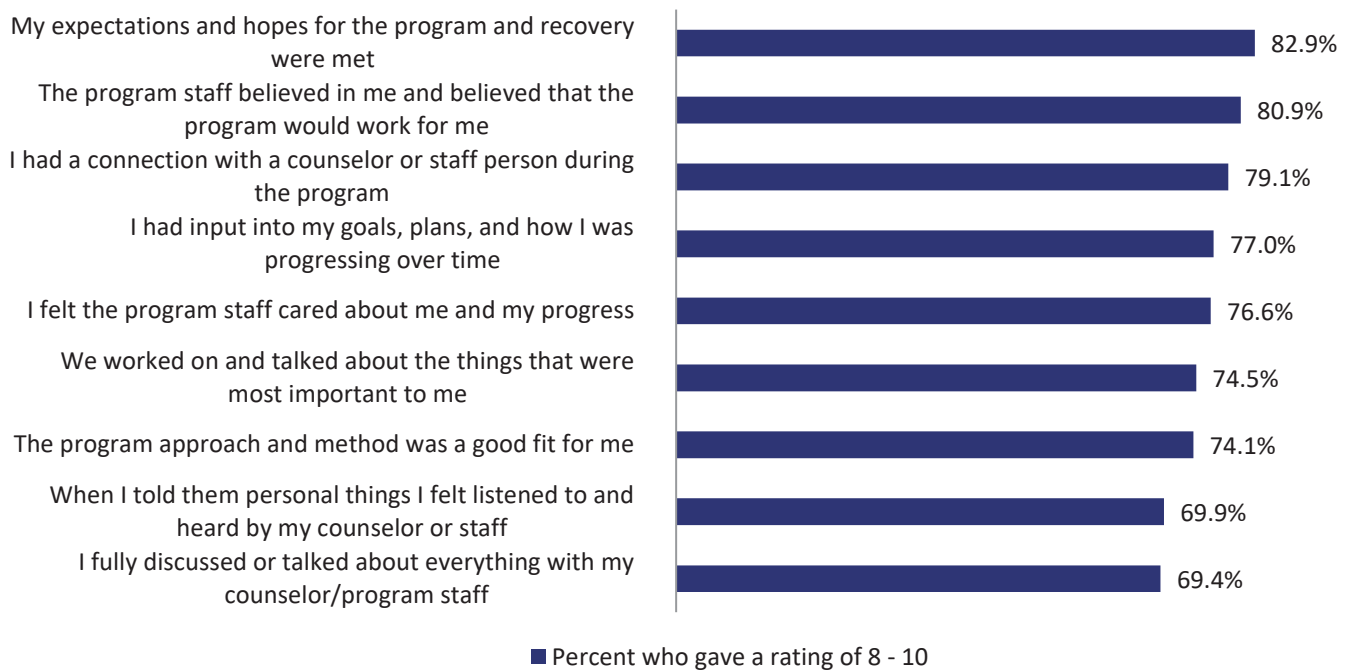 My expectations and hopes for the program and recovery
were met
82.9%
The program staff believed in me and believed that the
program would work for me
80.9%
I had a connection with a counselor or staff person during
the program
79.1%
I had input into my goals, plans, and how I was
progressing over time
77.0%
I felt the program staff cared about me and my progress
76.6%
We worked on and talked about the things that were
most important to me
74.5%
The program approach and method was a good fit for me
74.1%
When I told them personal things I felt listened to and
heard by my counselor or staff
69.9%
I fully discussed or talked about everything with my
counselor/program staff
69.4%
Percent who gave a rating of 8 - 10